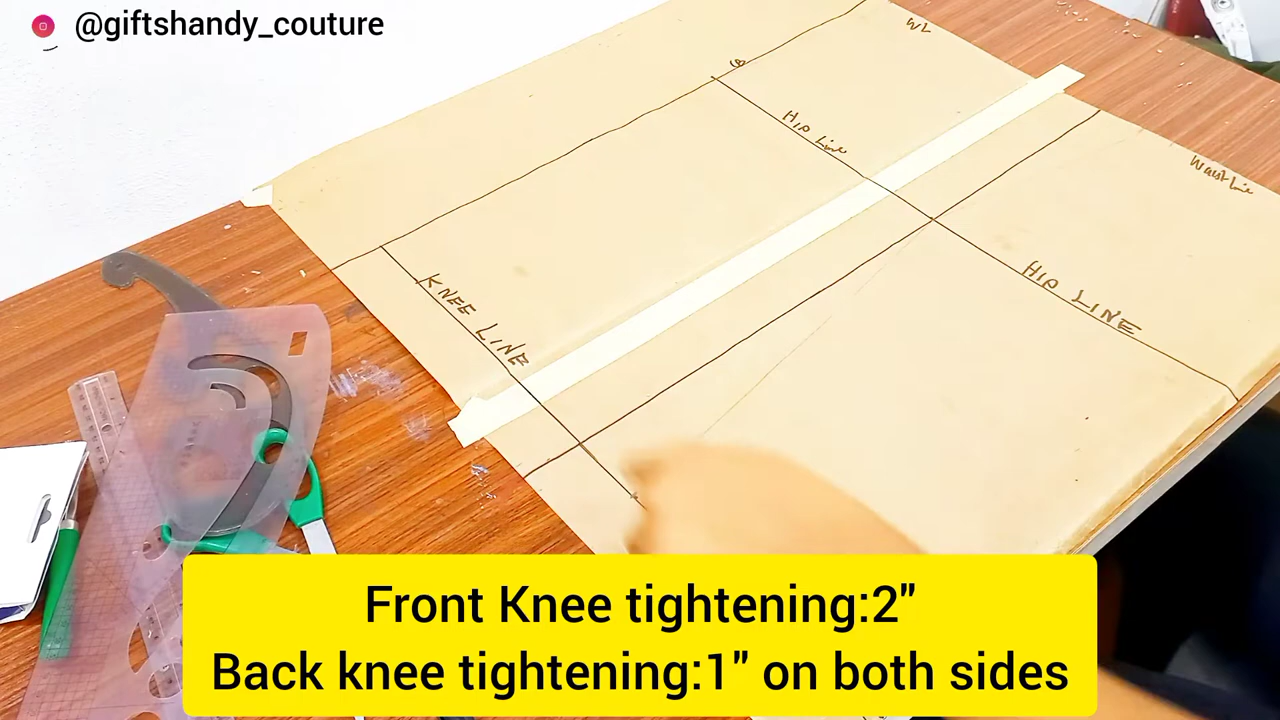 @giftshandy_couture
WL
Hip Line
Waist Line
KNEE LINE
HIP LINE
Front Knee tightening:2"
Back knee tightening:1" on both sides